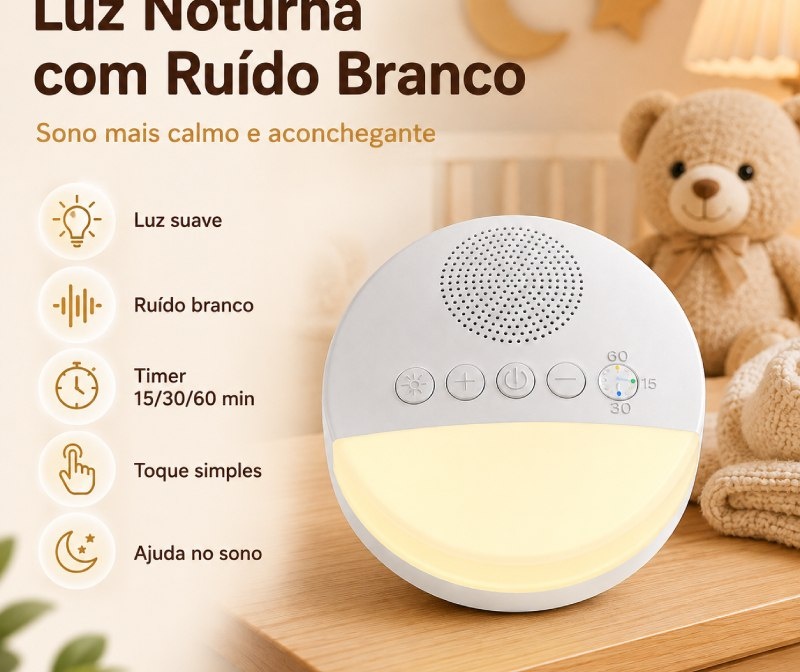 Luz Noturna
com Ruído Branco
Sono mais calmo e aconchegante
Luz suave
Ruído branco
Timer
15/30/60 min
Toque simples
Ajuda no sono
60
15
30